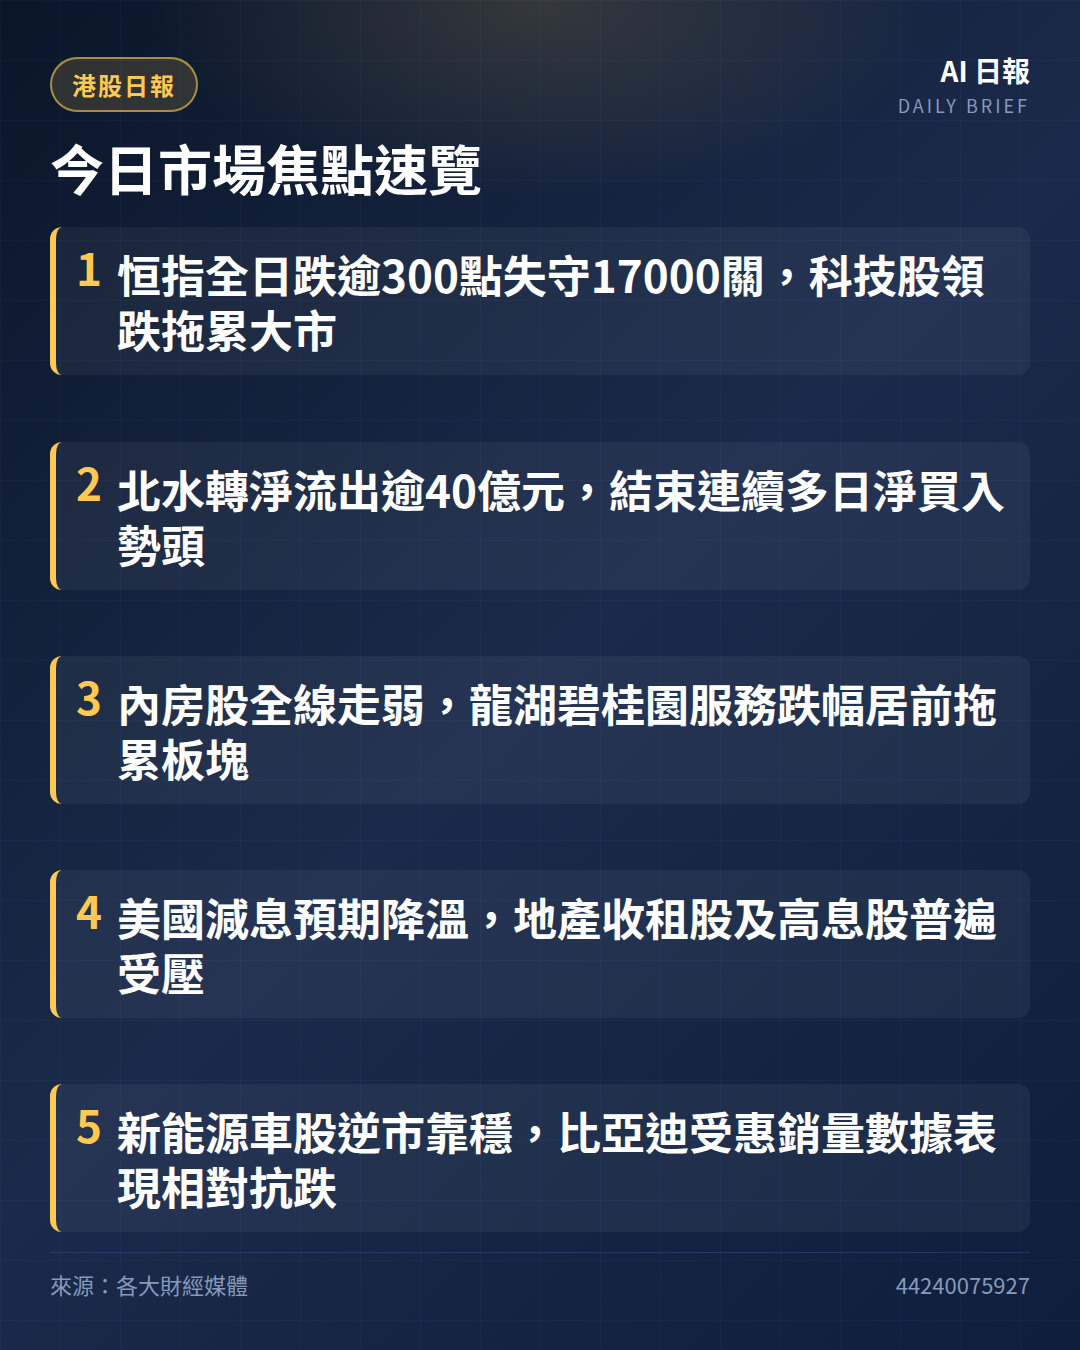 港股日報
AI 日報
DAILY BRIEF
今日市場焦點速覽
1 恒指全日跌逾300點失守17000關，科技股領
跌拖累大市
2 北水轉淨流出逾40億元，結束連續多日淨買入
勢頭
3 內房股全線走弱，龍湖碧桂園服務跌幅居前拖
累板塊
4 美國減息預期降溫，地產收租股及高息股普遍
受壓
5 新能源車股逆市靠穩，比亞迪受惠銷量數據表
現相對抗跌
來源：各大財經媒體
44240075927